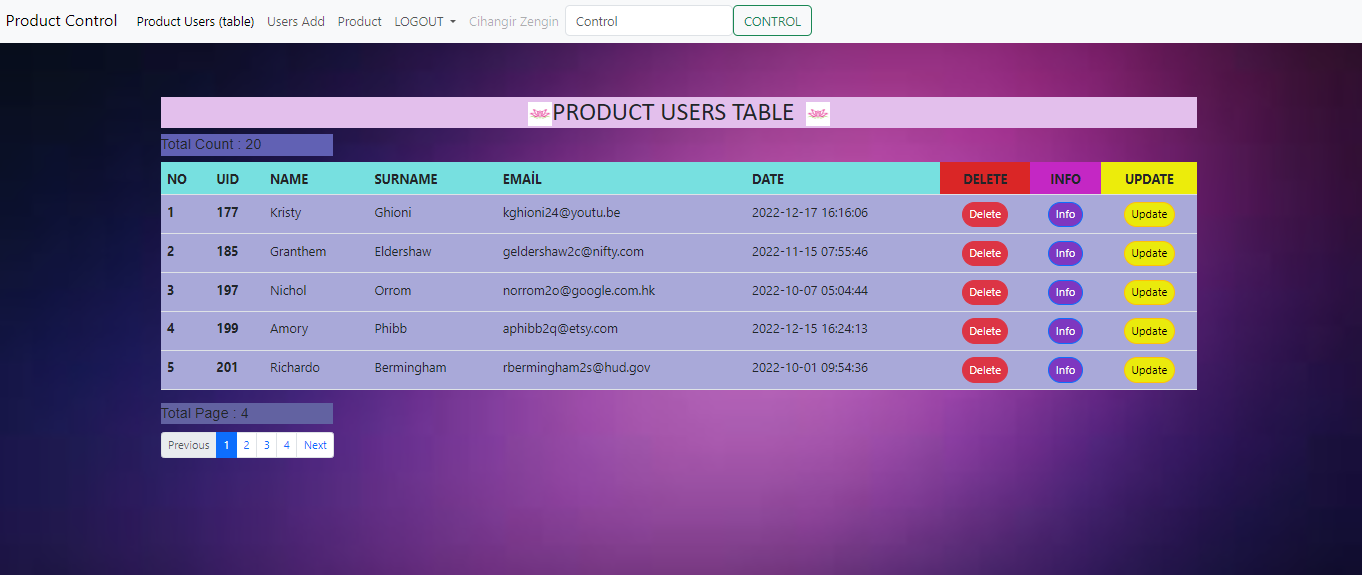 Product Control Product Users (table) Users Add Product LOGOUT Cihangir Zengin Control CONTROL
PRODUCT USERS TABLE
Total Count : 20
NO UID NAME SURNAME EMAİL DATE DELETE INFO UPDATE
1 177 Kristy Ghioni kghioni24@youtu.be 2022-12-17 16:16:06 Delete Info Update
2 185 Granthem Eldershaw geldershaw2c@nifty.com 2022-11-15 07:55:46 Delete Info Update
3 197 Nichol Orrom norrom2o@google.com.hk 2022-10-07 05:04:44 Delete Info Update
4 199 Amory Phibb aphibb2q@etsy.com 2022-12-15 16:24:13 Delete Info Update
5 201 Richardo Bermingham rbermingham2s@hud.gov 2022-10-01 09:54:36 Delete Info Update
Total Page : 4
Previous 1 2 3 4 Next